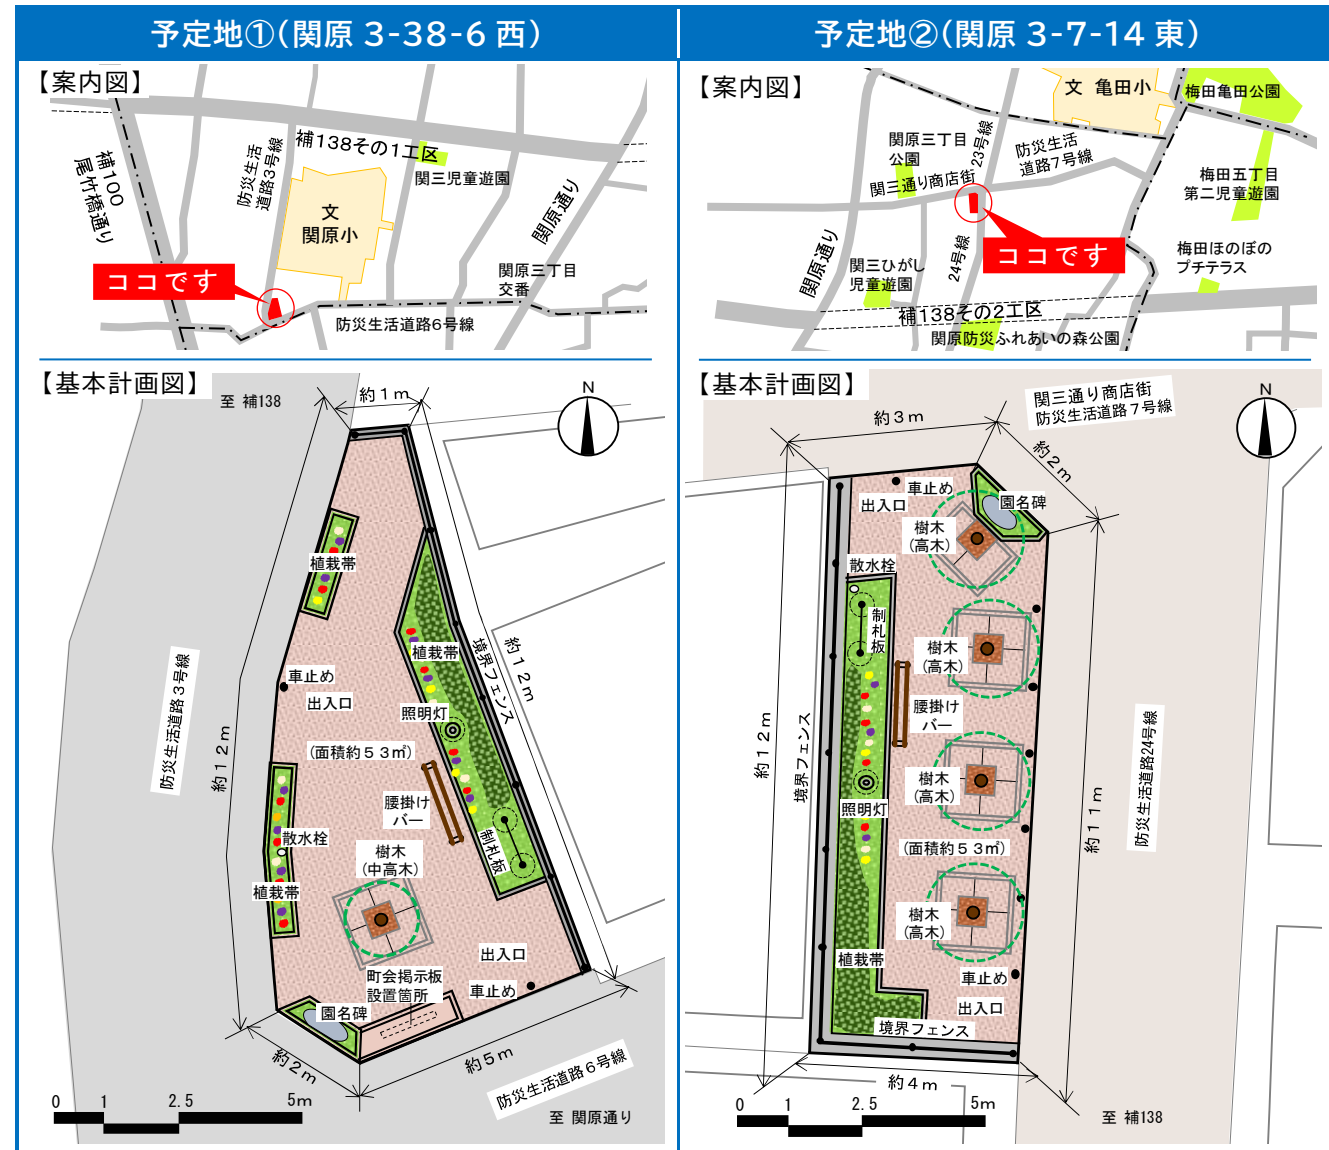 予定地①(関原 3-38-6 西)
【案内図】
補100
尾竹橋通り
防災生活
道路3号線
補138その1工区
関三児童遊園
文
関原小
関原通り
関原三丁目
交番
ココです
防災生活道路6号線
【基本計画図】
至 補138
約1m
N
植栽帯
植栽帯
境界フェンス
約12m
車止め
出入口
照明灯
防災生活道路3号線
約12m
(面積約53㎡)
腰掛け
バー
制札板
散水栓
樹木
(中高木)
植栽帯
出入口
町会掲示板
設置箇所
車止め
園名碑
約2m
約5m
防災生活道路6号線
至 関原通り
0 1 2.5 5m
予定地②(関原 3-7-14 東)
【案内図】
文 亀田小
梅田亀田公園
関原三丁目
公園
23号線
防災生活
道路7号線
関三通り商店街
梅田五丁目
第二児童遊園
ココです
関原通り
関三ひがし
児童遊園
24号線
梅田ほのぼの
プチテラス
補138その2工区
関原防災ふれあいの森公園
【基本計画図】
関三通り商店街
防災生活道路7号線
N
約3m
約2m
車止め
出入口
園名碑
樹木
(高木)
散水栓
制札板
樹木
(高木)
腰掛け
バー
約12m
境界フェンス
防災生活道路24号線
樹木
(高木)
照明灯
約11m
(面積約53㎡)
樹木
(高木)
植栽帯
車止め
出入口
境界フェンス
約4m
0 1 2.5 5m
至 補138